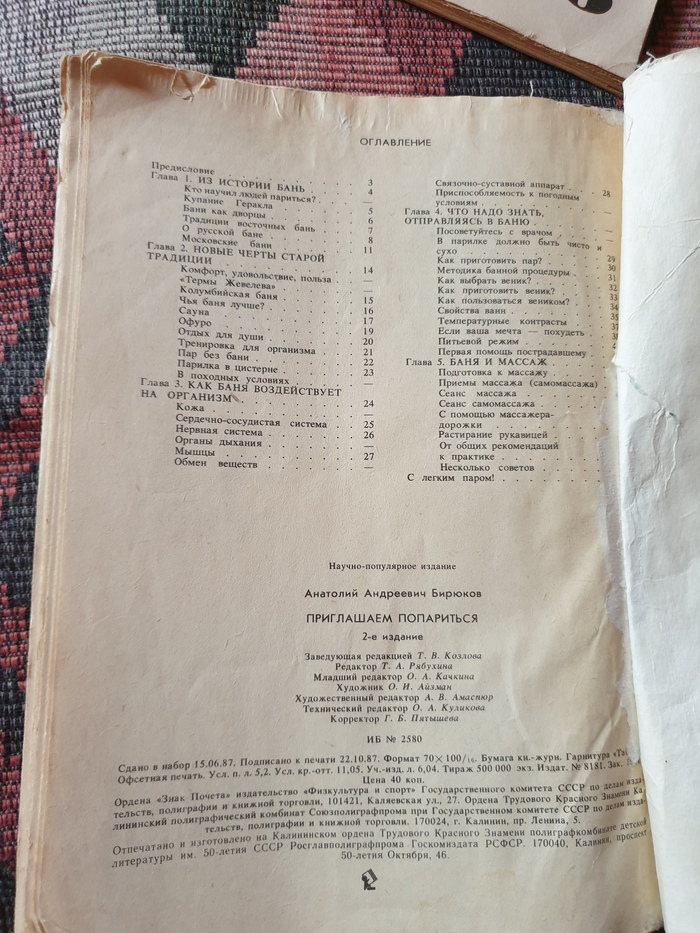 ОГЛАВЛЕНИЕ
Предисловие . . . . . . . . 3
Глава 1. ИЗ ИСТОРИИ БАНЬ . . . 4
Кто научил людей париться? . . —
Купание Геракла . . . . . 5
Бани как дворцы . . . . . 6
Традиции восточных бань . . 7
О русской бане . . . . . 8
Московские бани . . . . . 11
Глава 2. НОВЫЕ ЧЕРТЫ СТАРОЙ
ТРАДИЦИИ . . . . . . . . 14
Комфорт, удовольствие, польза . —
«Термы Жевелева» . . . . —
Колумбийская баня . . . . 15
Чья баня лучше? . . . . . 16
Сауна . . . . . . . . 17
Офуро . . . . . . . . 19
Отдых для души . . . . . 20
Тренировка для организма . . 21
Пар без бани . . . . . . 22
Парилка в цистерне . . . . 23
В походных условиях . . . —
Глава 3. КАК БАНЯ ВОЗДЕЙСТВУЕТ
НА ОРГАНИЗМ . . . . . . . 24
Кожа . . . . . . . . —
Сердечно-сосудистая система . 25
Нервная система . . . . . 26
Органы дыхания . . . . . —
Мышцы . . . . . . . . 27
Обмен веществ . . . . . —
Связочно-суставной аппарат . . 28
Приспособляемость к погодным
условиям . . . . . . . —
Глава 4. ЧТО НАДО ЗНАТЬ,
ОТПРАВЛЯЯСЬ В БАНЮ . . . . —
Посоветуйтесь с врачом . . . —
В парилке должно быть чисто и
сухо . . . . . . . . 29
Как приготовить пар? . . . 30
Методика банной процедуры . . 31
Как выбрать веник? . . . . 32
Как приготовить веник? . . . 33
Как пользоваться веником? . . 34
Свойства ванн . . . . . 35
Температурные контрасты . . 37
Если ваша мечта — похудеть .
Питьевой режим . . . . .
Первая помощь пострадавшему .
Глава 5. БАНЯ И МАССАЖ . . .
Подготовка к массажу . . . .
Приемы массажа (самомассажа)
Сеанс массажа . . . . .
Сеанс самомассажа . . . .
С помощью массажера-
дорожки . . . . . . .
Растирание рукавицей . . . .
От общих рекомендаций
к практике . . . . . . .
Несколько советов . . . .
С легким паром! . . . . . . .
Научно-популярное издание
Анатолий Андреевич Бирюков
ПРИГЛАШАЕМ ПОПАРИТЬСЯ
2-е издание
Заведующая редакцией Т. В. Козлова
Редактор Т. А. Рябухина
Младший редактор О. А. Качкина
Художник О. И. Айзман
Художественный редактор А. В. Амаспюр
Технический редактор О. А. Куликова
Корректор Г. Б. Пятышева
ИБ № 2580
Сдано в набор 15.06.87. Подписано к печати 22.10.87. Формат 70×100/16. Бумага кн.-журн. Гарнитура
Офсетная печать. Усл. п. л. 5,2. Усл. кр.-отт. 11,05. Уч.-изд. л. 6,04. Тираж 500 000 экз. Издат. № 8181.
Цена 40 коп.
Ордена «Знак Почета» издательство «Физкультура и спорт» Государственного комитета СССР по делам изда-
тельств, полиграфии и книжной торговли, 101421, Каляевская ул., 27. Ордена Трудового Красного Знамени Ка-
лининский полиграфический комбинат Союзполиграфпрома при Государственном комитете СССР по делам изда-
тельств, полиграфии и книжной торговли. 170024, г. Калинин, пр. Ленина, 5.
Отпечатано и изготовлено на Калининском ордена Трудового Красного Знамени полиграфкомбинате детской
литературы им. 50-летия СССР Росглавполиграфпрома Госкомиздата РСФСР. 170040, Калинин, проспект
50-летия Октября, 46.